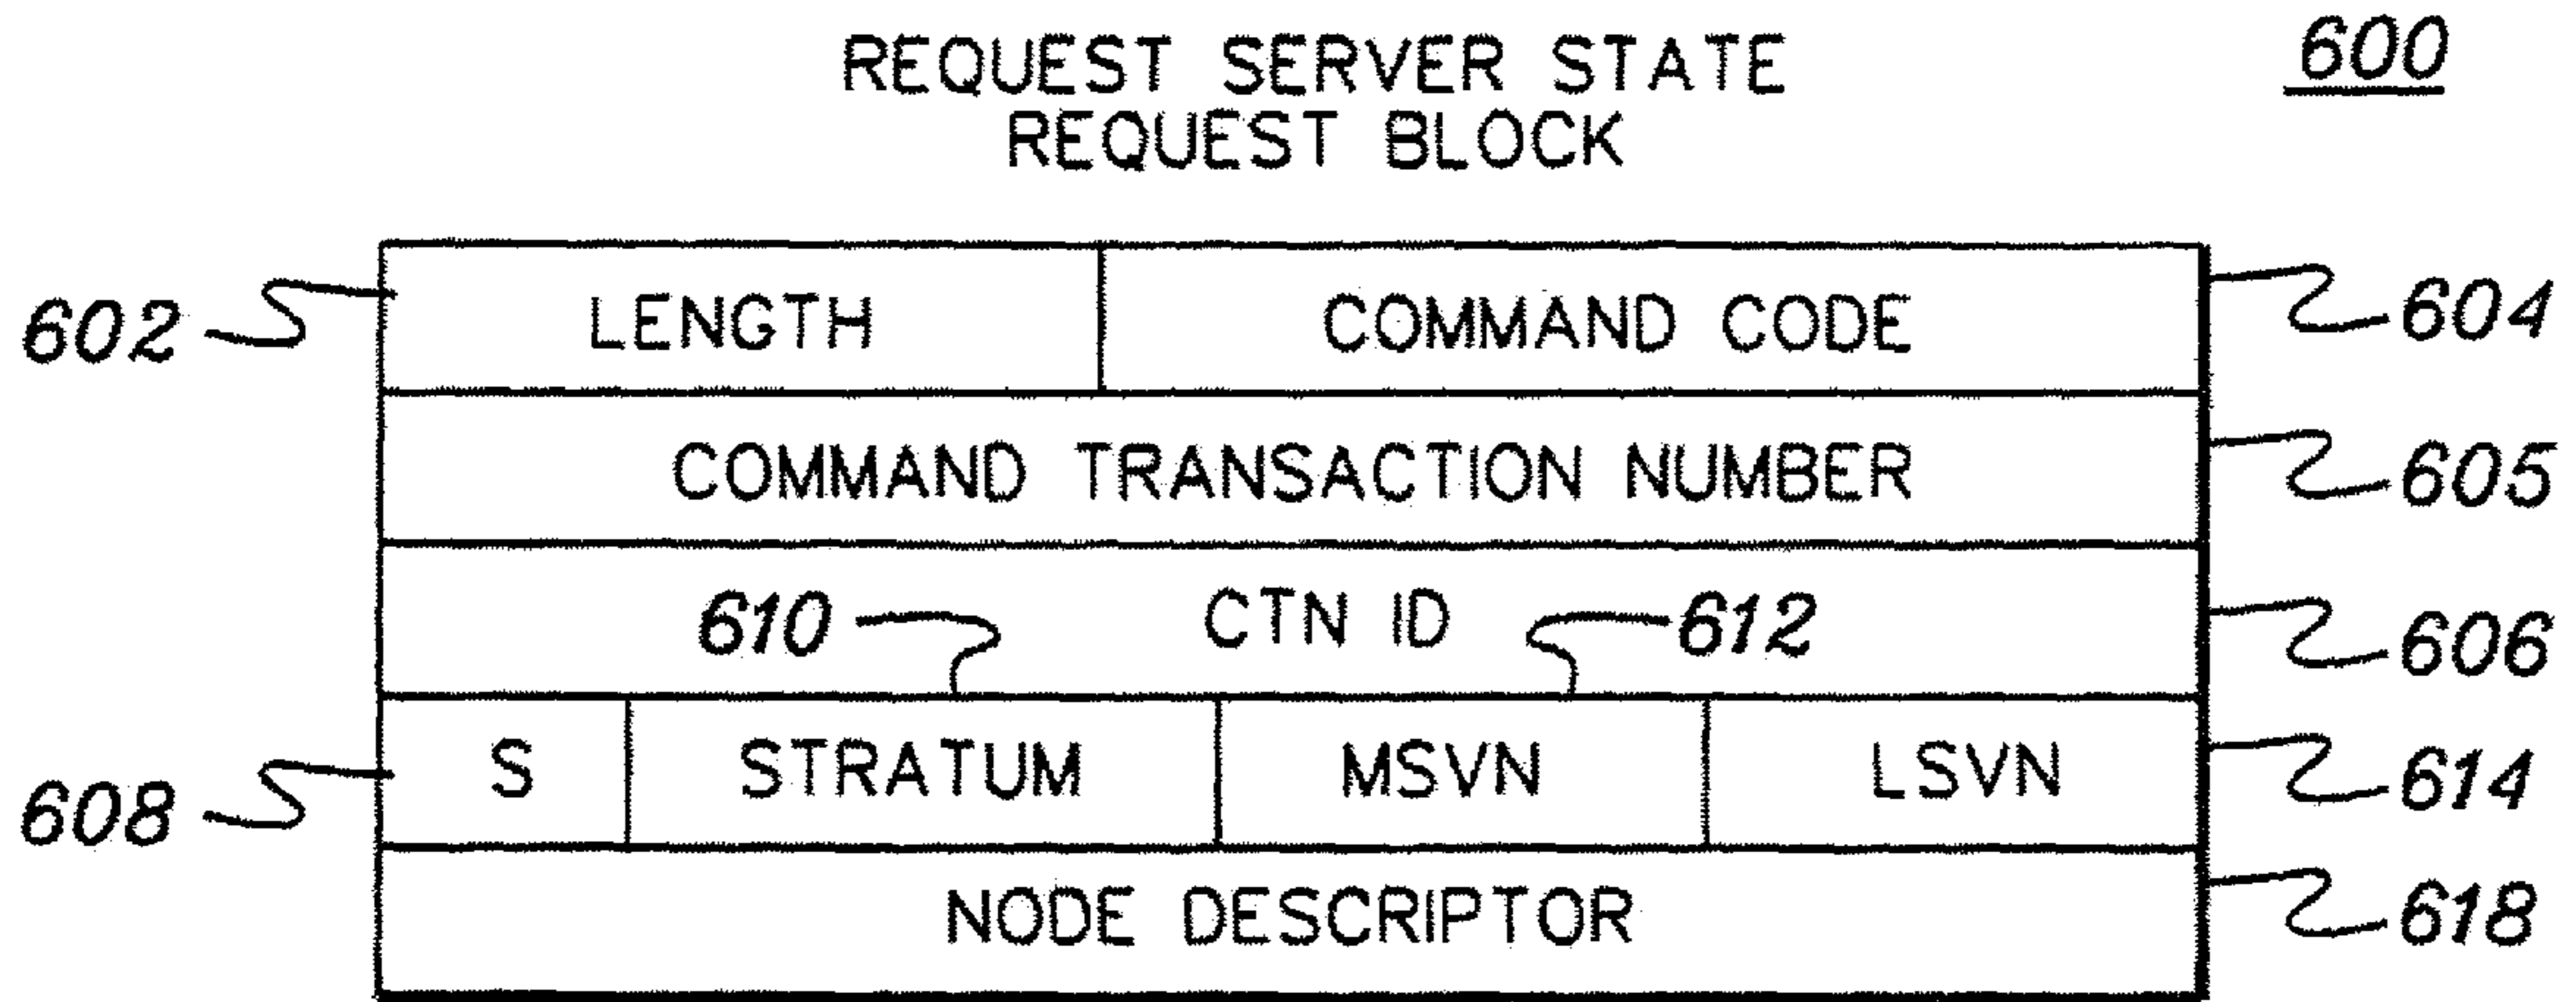 REQUEST SERVER STATE
REQUEST BLOCK
600
602
LENGTH
COMMAND CODE
604
COMMAND TRANSACTION NUMBER
605
610
CTN ID
612
606
608
S
STRATUM
MSVN
LSVN
614
NODE DESCRIPTOR
618